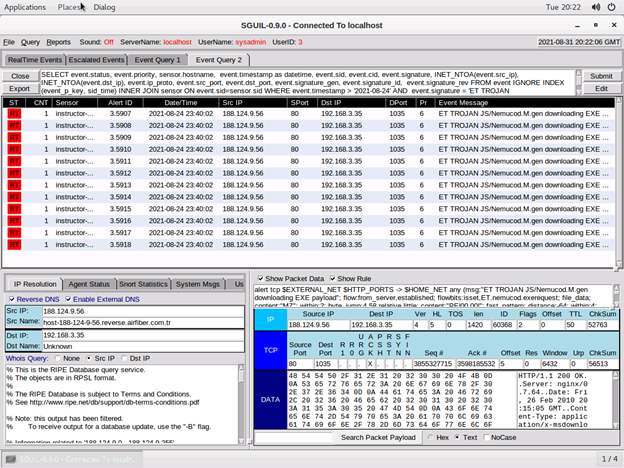 Applications Places Dialog Tue 20:22
SGUIL-0.9.0 - Connected To localhost
File Query Reports Sound: Off ServerName: localhost UserName: sysadmin UserID: 3 2021-08-31 20:22:06 GMT
RealTime Events Escalated Events Event Query 1 Event Query 2
Close
Export
SELECT event.status, event.priority, sensor.hostname, event.timestamp as datetime, event.sid, event.cid, event.signature, INET_NTOA(event.src_ip),
INET_NTOA(event.dst_ip), event.ip_proto, event.src_port, event.dst_port, event.signature_gen, event.signature_id, event.signature_rev FROM event IGNORE INDEX
(event_p_key, sid_time) INNER JOIN sensor ON event.sid=sensor.sid WHERE event.timestamp > '2021-08-24' AND event.signature = 'ET TROJAN
Submit
Edit
ST CNT Sensor Alert ID Date/Time Src IP SPort Dst IP DPort Pr Event Message
RT 1 instructor-... 3.5907 2021-08-24 23:40:02 188.124.9.56 80 192.168.3.35 1035 6 ET TROJAN JS/Nemucod.M.gen downloading EXE ...
RT 1 instructor-... 3.5908 2021-08-24 23:40:02 188.124.9.56 80 192.168.3.35 1035 6 ET TROJAN JS/Nemucod.M.gen downloading EXE ...
RT 1 instructor-... 3.5909 2021-08-24 23:40:02 188.124.9.56 80 192.168.3.35 1035 6 ET TROJAN JS/Nemucod.M.gen downloading EXE ...
RT 1 instructor-... 3.5910 2021-08-24 23:40:02 188.124.9.56 80 192.168.3.35 1035 6 ET TROJAN JS/Nemucod.M.gen downloading EXE ...
RT 1 instructor-... 3.5911 2021-08-24 23:40:02 188.124.9.56 80 192.168.3.35 1035 6 ET TROJAN JS/Nemucod.M.gen downloading EXE ...
RT 1 instructor-... 3.5912 2021-08-24 23:40:02 188.124.9.56 80 192.168.3.35 1035 6 ET TROJAN JS/Nemucod.M.gen downloading EXE ...
RT 1 instructor-... 3.5913 2021-08-24 23:40:02 188.124.9.56 80 192.168.3.35 1035 6 ET TROJAN JS/Nemucod.M.gen downloading EXE ...
RT 1 instructor-... 3.5914 2021-08-24 23:40:02 188.124.9.56 80 192.168.3.35 1035 6 ET TROJAN JS/Nemucod.M.gen downloading EXE ...
RT 1 instructor-... 3.5915 2021-08-24 23:40:02 188.124.9.56 80 192.168.3.35 1035 6 ET TROJAN JS/Nemucod.M.gen downloading EXE ...
RT 1 instructor-... 3.5916 2021-08-24 23:40:02 188.124.9.56 80 192.168.3.35 1035 6 ET TROJAN JS/Nemucod.M.gen downloading EXE ...
RT 1 instructor-... 3.5917 2021-08-24 23:40:02 188.124.9.56 80 192.168.3.35 1035 6 ET TROJAN JS/Nemucod.M.gen downloading EXE ...
RT 1 instructor-... 3.5918 2021-08-24 23:40:02 188.124.9.56 80 192.168.3.35 1035 6 ET TROJAN JS/Nemucod.M.gen downloading EXE ...
IP Resolution Agent Status Snort Statistics System Msgs Us
Reverse DNS Enable External DNS
Src IP: 188.124.9.56
Src Name: host-188-124-9-56.reverse.airfiber.com.tr
Dst IP: 192.168.3.35
Dst Name: Unknown
Whois Query: None Src IP Dst IP
% This is the RIPE Database query service.
% The objects are in RPSL format.
%
% The RIPE Database is subject to Terms and Conditions.
% See http://www.ripe.net/db/support/db-terms-conditions.pdf
% Note: this output has been filtered.
% To receive output for a database update, use the "-B" flag.
% Information related to '188.124.9.0 - 188.124.9.255'
Show Packet Data Show Rule
alert tcp $EXTERNAL_NET $HTTP_PORTS -> $HOME_NET any (msg:"ET TROJAN JS/Nemucod.M.gen
downloading EXE payload"; flow:from_server,established; flowbits:isset,ET.nemucod.exerequest; file_data;
IP
Source IP Dest IP Ver HL TOS len ID Flags Offset TTL ChkSum
188.124.9.56 192.168.3.35 4 5 0 1420 60368 2 0 50 52763
TCP
U A P R S F
Source Dest R R R C S S Y I
Port Port 1 0 G K H T N N Seq # Ack # Offset Res Window Urp ChkSum
80 1035 . . . X . . . . 3855327715 3598185532 5 0 6432 0 56513
DATA
48 54 54 50 2F 31 2E 31 20 32 30 30 20 4F 4B 0D HTTP/1.1 200 OK.
0A 53 65 72 76 65 72 3A 20 6E 67 69 6E 78 2F 30 .Server: nginx/0
2E 37 2E 36 34 0D 0A 44 61 74 65 3A 20 46 72 69 .7.64..Date: Fri
2C 20 32 36 20 46 65 62 20 32 30 31 30 20 32 30 , 26 Feb 2010 20
3A 31 35 3A 30 35 20 47 4D 54 0D 0A 43 6F 6E 74 :15:05 GMT..Cont
65 6E 74 2D 54 79 70 65 3A 20 61 70 70 6C 69 63 ent-Type: applic
61 74 69 6F 6E 2F 78 2D 6D 73 64 6F 77 6E 6C 6F ation/x-msdownlo
Search Packet Payload Hex Text NoCase
1 / 4